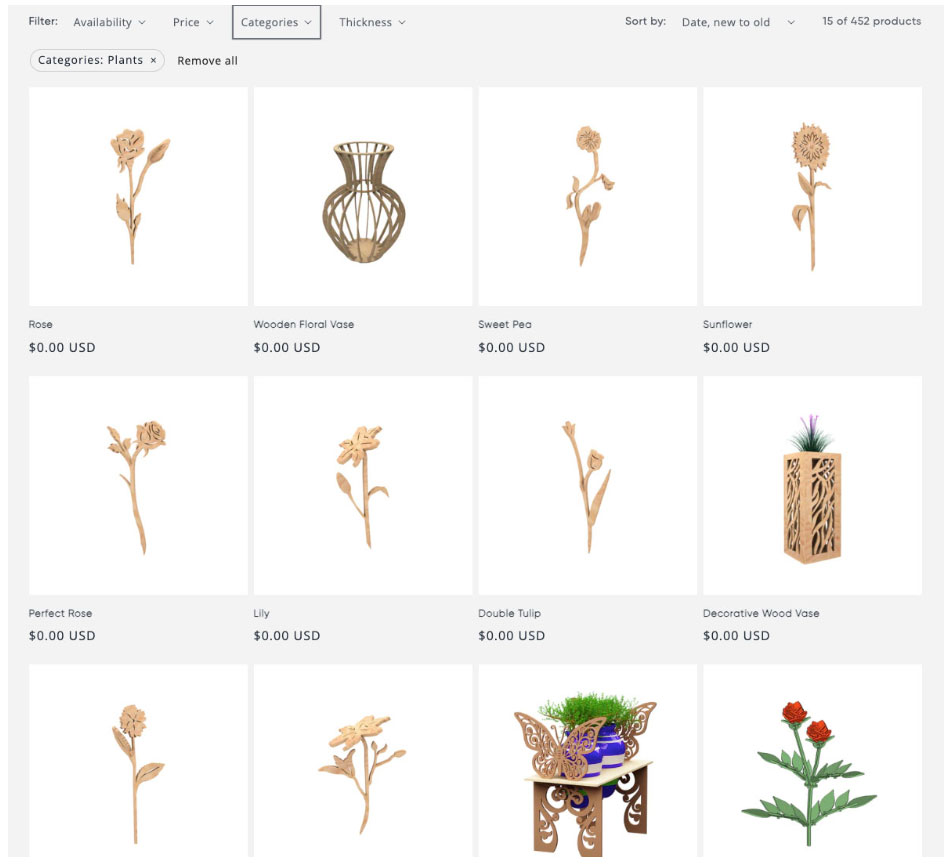 Filter: Availability Price Categories Thickness Sort by: Date, new to old 15 of 452 products
Categories: Plants × Remove all
Rose Wooden Floral Vase Sweet Pea Sunflower
$0.00 USD $0.00 USD $0.00 USD $0.00 USD
Perfect Rose Lily Double Tulip Decorative Wood Vase
$0.00 USD $0.00 USD $0.00 USD $0.00 USD